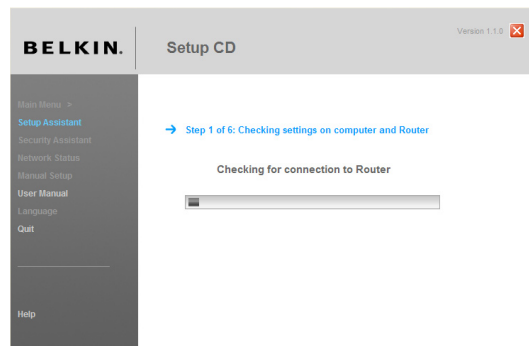 Version 1.1.0
BELKIN.
Setup CD
Main Menu >
Setup Assistant
Security Assistant
Network Status
Manual Setup
User Manual
Language
Quit
Help
Step 1 of 6: Checking settings on computer and Router
Checking for connection to Router